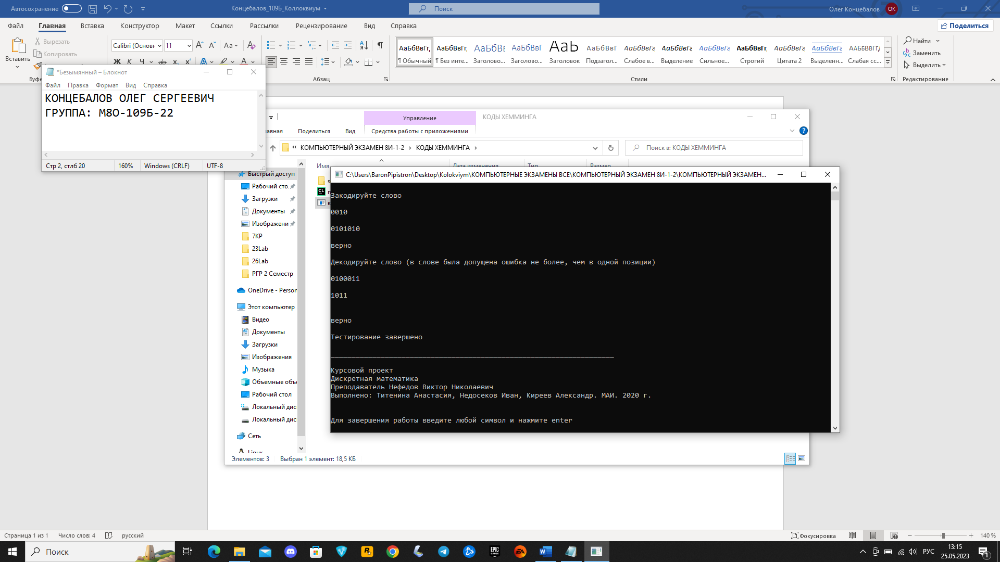 Автосохранение
Концебалов_109Б_Коллоквиум
Поиск
Олег Концебалов
ОК
Файл Главная Вставка Конструктор Макет Ссылки Рассылки Рецензирование Вид Справка
Поделиться
Вставить
Вырезать
Копировать
Calibri (Основн 11
Абзац
АаБбВвГг, ¶ Обычный
АаБбВвГг, ¶ Без инте...
АаБбВı Заголово...
АаБбВвГ Заголово...
АаЬ Заголовок
АаБбВвГ Подзагол...
АаБбВвГг Слабое в...
АаБбВвГг Выделение
АаБбВвГг Сильное...
АаБбВвГг, Строгий
АаБбВвГг Цитата 2
АаБбВвГг Выделенн...
ААББВВГГД Слабая сс...
Стили
Найти
Заменить
Выделить
Редактирование
*Безымянный – Блокнот
Файл Правка Формат Вид Справка
КОНЦЕБАЛОВ ОЛЕГ СЕРГЕЕВИЧ
ГРУППА: М8О-109Б-22
Стр 2, стлб 20 160% Windows (CRLF) UTF-8
Управление
КОДЫ ХЕММИНГА
Поделиться Вид Средства работы с приложениями
« КОМПЬЮТЕРНЫЙ ЭКЗАМЕН 8И-1-2 › КОДЫ ХЕММИНГА ›
Поиск в: КОДЫ ХЕММИНГА
Имя Дата изменения Тип Размер
Быстрый доступ
Рабочий сто.
Загрузки
Документы
Изображени
7КР
23Lab
26Lab
РГР 2 Семестр
OneDrive - Person
Этот компьютер
Видео
Документы
Загрузки
Изображения
Музыка
Объемные объ
Рабочий стол
Локальный дис
Локальный дис
Сеть
Linux
Элементов: 3 Выбран 1 элемент: 18,5 КБ
C:\Users\BaronPipistron\Desktop\Kolokviym\КОМПЬЮТЕРНЫЕ ЭКЗАМЕНЫ ВСЕ\КОМПЬЮТЕРНЫЙ ЭКЗАМЕН 8И-1-2\КОМПЬЮТЕРНЫЙ ЭКЗАМЕН...
Закодируйте слово
0010
0101010
верно
Декодируйте слово (в слове была допущена ошибка не более, чем в одной позиции)
0100011
1011
верно
Тестирование завершено
____________________________________________________________________
Курсовой проект
Дискретная математика
Преподаватель Нефедов Виктор Николаевич
Выполнено: Титенина Анастасия, Недосеков Иван, Киреев Александр. МАИ. 2020 г.
Для завершения работы введите любой символ и нажмите enter
Страница 1 из 1 Число слов: 4 русский
Фокусировка
140 %
Поиск
РУС
13:15
25.05.2023
1